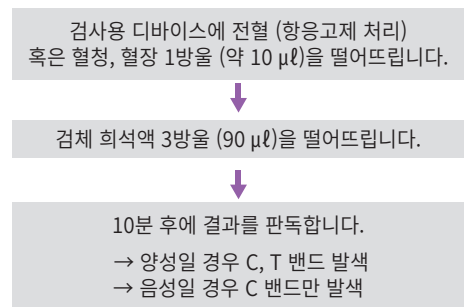 검사용 디바이스에 전혈 (항응고제 처리)
혹은 혈청, 혈장 1방울 (약 10 μℓ)을 떨어뜨립니다.
검체 희석액 3방울 (90 μℓ)을 떨어뜨립니다.
10분 후에 결과를 판독합니다.
→ 양성일 경우 C, T 밴드 발색
→ 음성일 경우 C 밴드만 발색